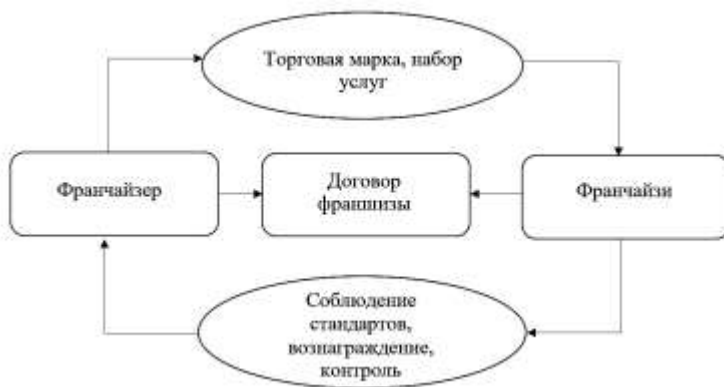 Торговая марка, набор
услуг
Франчайзер
Договор
франшизы
Франчайзи
Соблюдение
стандартов,
вознаграждение,
контроль